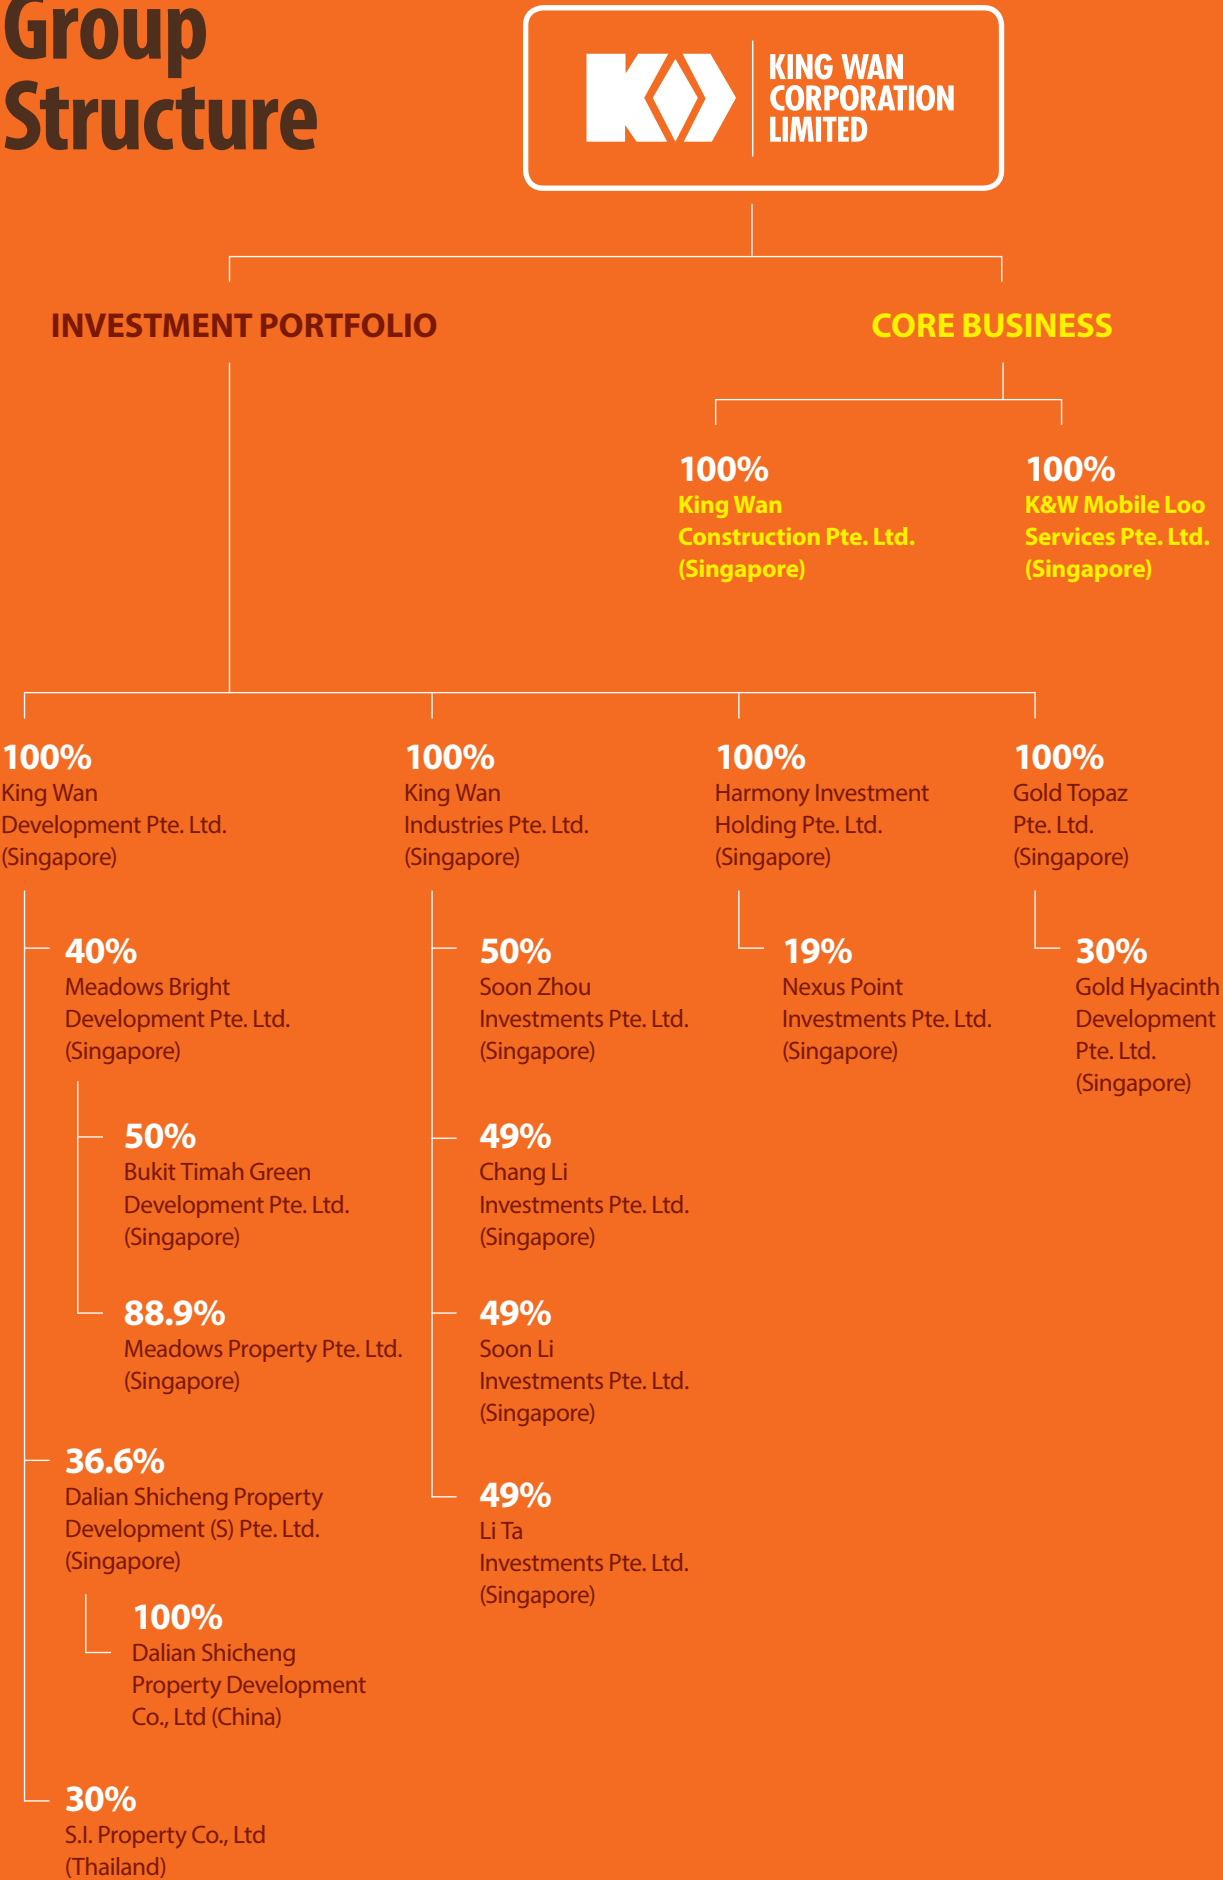 Group
Structure
KING WAN
CORPORATION
LIMITED
INVESTMENT PORTFOLIO
CORE BUSINESS
100%
King Wan
Construction Pte. Ltd.
(Singapore)
100%
K&W Mobile Loo
Services Pte. Ltd.
(Singapore)
100%
King Wan
Development Pte. Ltd.
(Singapore)
40%
Meadows Bright
Development Pte. Ltd.
(Singapore)
50%
Bukit Timah Green
Development Pte. Ltd.
(Singapore)
88.9%
Meadows Property Pte. Ltd.
(Singapore)
36.6%
Dalian Shicheng Property
Development (S) Pte. Ltd.
(Singapore)
100%
Dalian Shicheng
Property Development
Co., Ltd (China)
30%
S.I. Property Co., Ltd
(Thailand)
100%
King Wan
Industries Pte. Ltd.
(Singapore)
50%
Soon Zhou
Investments Pte. Ltd.
(Singapore)
49%
Chang Li
Investments Pte. Ltd.
(Singapore)
49%
Soon Li
Investments Pte. Ltd.
(Singapore)
49%
Li Ta
Investments Pte. Ltd.
(Singapore)
100%
Harmony Investment
Holding Pte. Ltd.
(Singapore)
19%
Nexus Point
Investments Pte. Ltd.
(Singapore)
100%
Gold Topaz
Pte. Ltd.
(Singapore)
30%
Gold Hyacinth
Development
Pte. Ltd.
(Singapore)